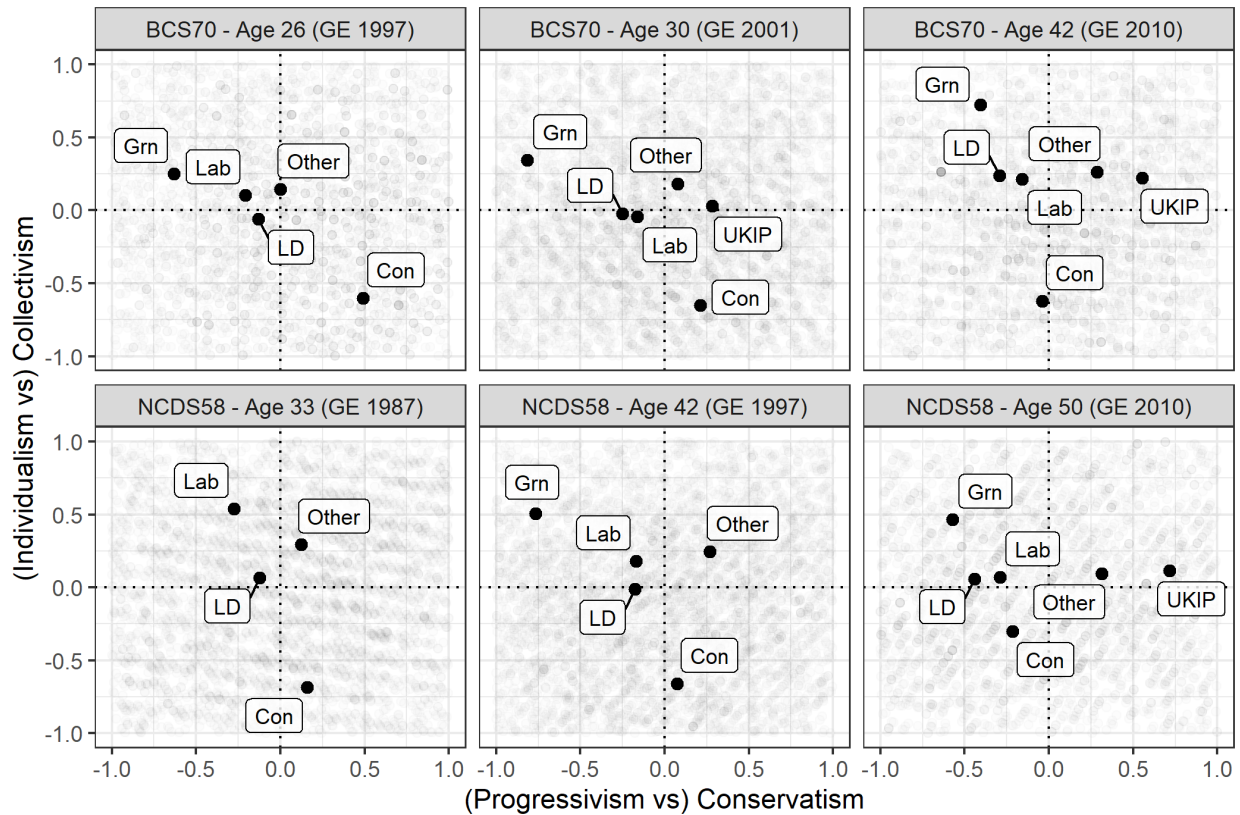 BCS70 - Age 26 (GE 1997)
BCS70 - Age 30 (GE 2001)
BCS70 - Age 42 (GE 2010)
1.0
0.5
0.0
-0.5
-1.0
Grn
Lab
Other
LD
Con
Grn
Other
LD
Lab
UKIP
Con
Grn
LD
Other
Lab
UKIP
Con
(Individualism vs) Collectivism
NCDS58 - Age 33 (GE 1987)
NCDS58 - Age 42 (GE 1997)
NCDS58 - Age 50 (GE 2010)
1.0
0.5
0.0
-0.5
-1.0
Lab
Other
LD
Con
Grn
Lab
Other
LD
Con
Grn
Lab
LD
Other
UKIP
Con
-1.0 -0.5 0.0 0.5 1.0
-1.0 -0.5 0.0 0.5 1.0
-1.0 -0.5 0.0 0.5 1.0
(Progressivism vs) Conservatism